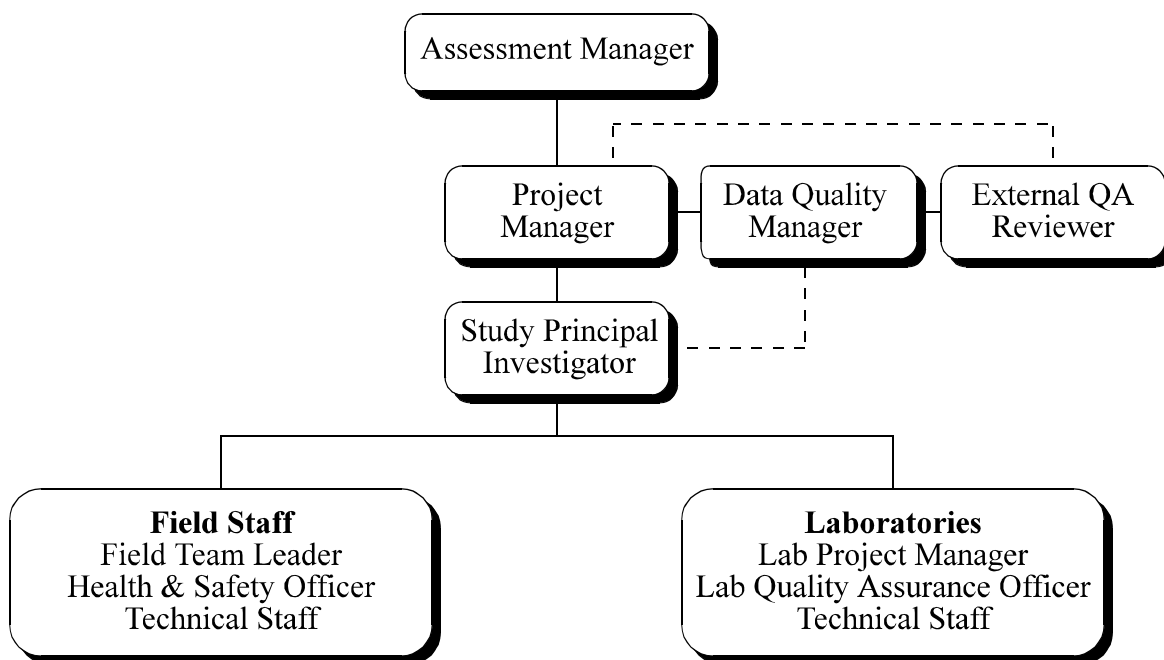 Assessment Manager
Project
Manager
Data Quality
Manager
External QA
Reviewer
Study Principal
Investigator
Field Staff
Field Team Leader
Health & Safety Officer
Technical Staff
Laboratories
Lab Project Manager
Lab Quality Assurance Officer
Technical Staff